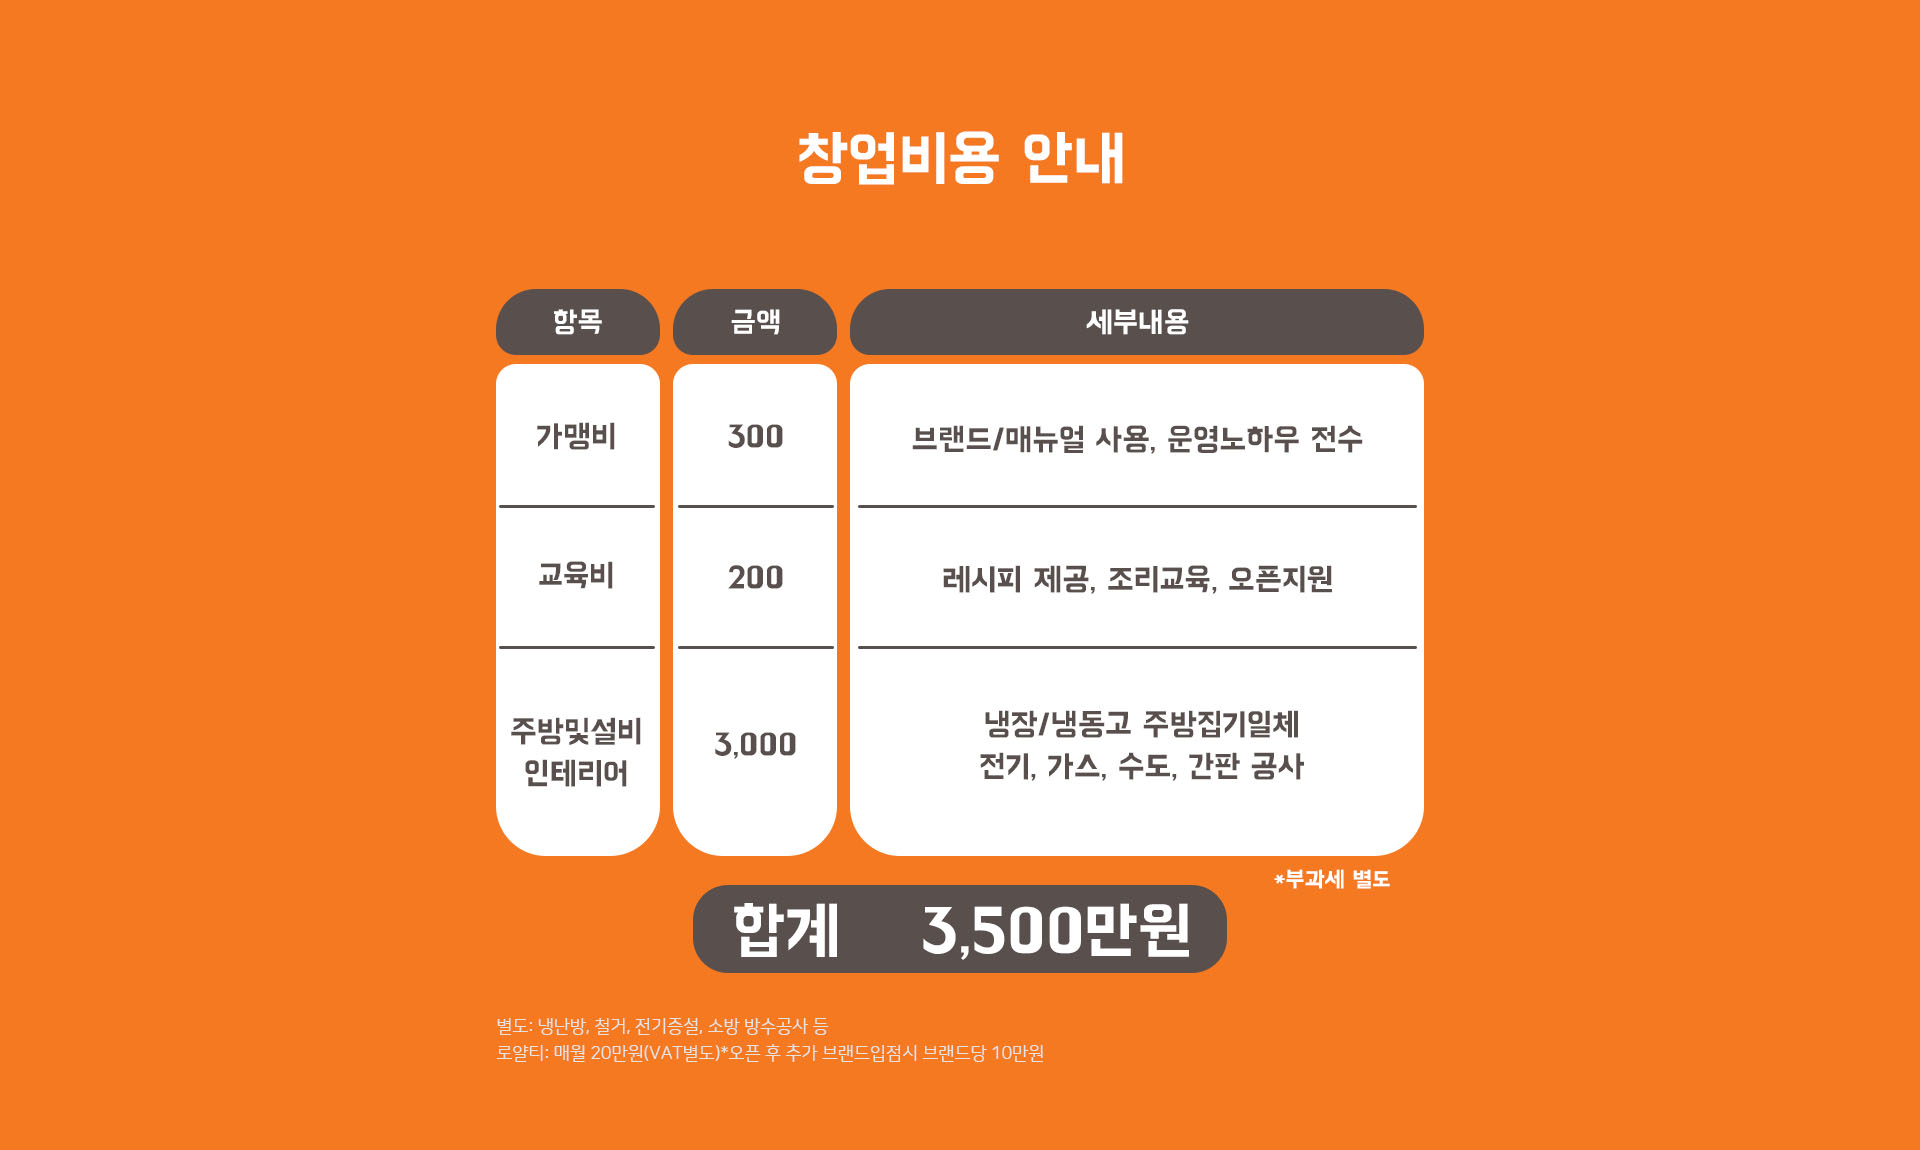 창업비용 안내
항목 금액 세부내용
가맹비 300 브랜드/매뉴얼 사용, 운영노하우 전수
교육비 200 레시피 제공, 조리교육, 오픈지원
주방및설비
인테리어
3,000
냉장/냉동고 주방집기일체
전기, 가스, 수도, 간판 공사
*부과세 별도
합계 3,500만원
별도: 냉난방, 철거, 전기증설, 소방 방수공사 등
로얄티: 매월 20만원(VAT별도)*오픈 후 추가 브랜드입점시 브랜드당 10만원